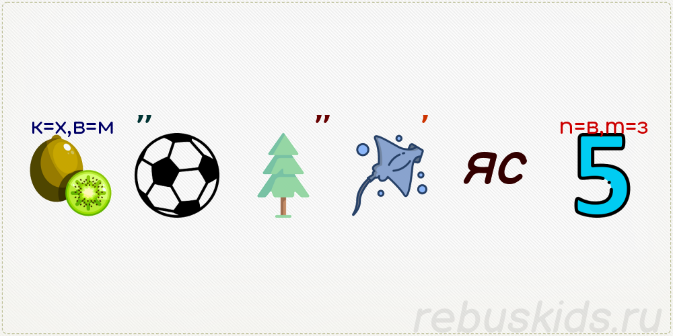 к=х,в=м ,, ,, , п=в,т=з
яс 5
rebuskids.ru